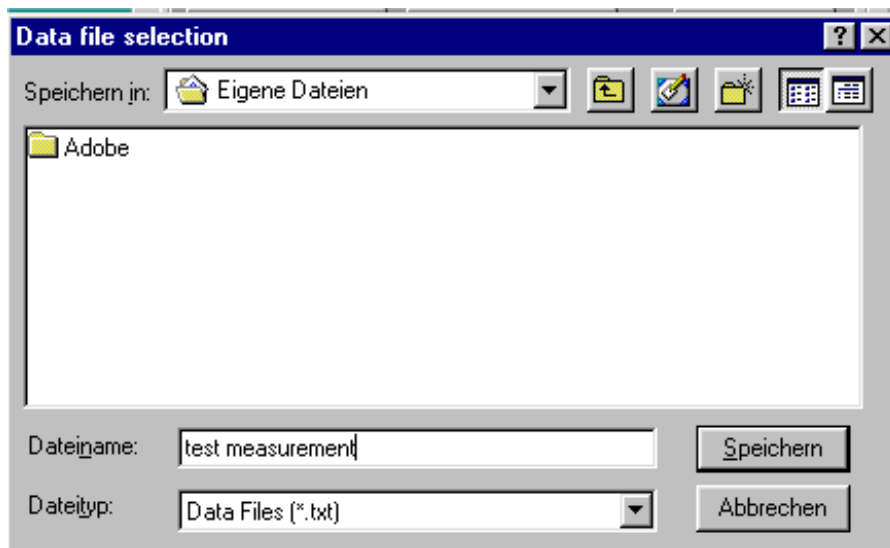 Data file selection
Speichern in: Eigene Dateien
Adobe
Dateiname: test measurement Speichern
Dateityp: Data Files (*.txt) Abbrechen